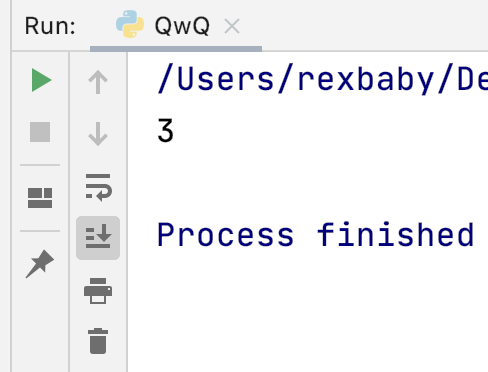 Run: QwQ
/Users/rexbaby/De
3
Process finished